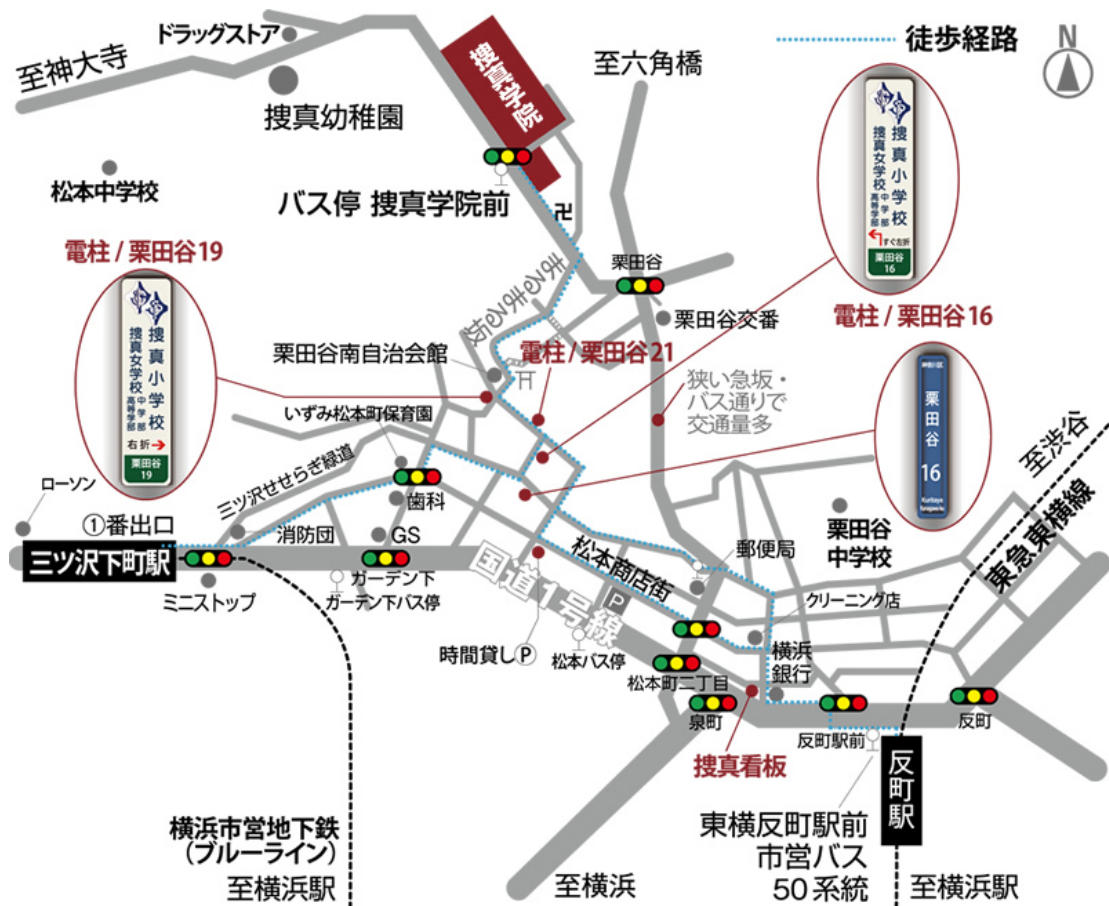 ドラッグストア
至神大寺
捜真学院
至六角橋
徒歩経路
N
捜真幼稚園
松本中学校
バス停 捜真学院前
卍
電柱 / 栗田谷19
捜真小学校
捜真女学校 中学部 高等学部
右折
栗田谷
19
捜真小学校
捜真女学校 中学部 高等学部
すぐ左折
栗田谷
16
電柱 / 栗田谷16
神奈川区
栗田谷
16
まるまる坂
栗田谷
栗田谷交番
栗田谷南自治会館
電柱 / 栗田谷21
狭い急坂・
バス通りで
交通量多
いずみ松本町保育園
三ツ沢せせらぎ緑道
歯科
ローソン
①番出口
消防団
GS
三ツ沢下町駅
ミニストップ
ガーデン下
ガーデン下バス停
国道1号線
松本商店街
P
郵便局
栗田谷
中学校
至渋谷
東急東横線
クリーニング店
時間貸しⓅ
松本バス停
松本町二丁目
横浜
銀行
泉町
反町駅前
反町
捜真看板
反町駅
横浜市営地下鉄
(ブルーライン)
至横浜駅
至横浜
東横反町駅前
市営バス
50系統
至横浜駅